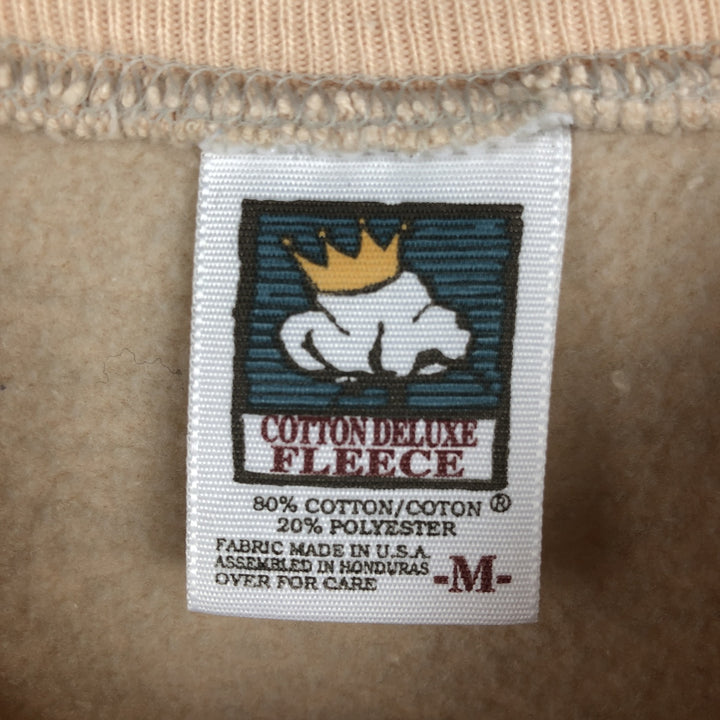 COTTON DELUXE
FLEECE
80% COTTON/COTON ®
20% POLYESTER
FABRIC MADE IN U.S.A.
ASSEMBLED IN HONDURAS
OVER FOR CARE
-M-